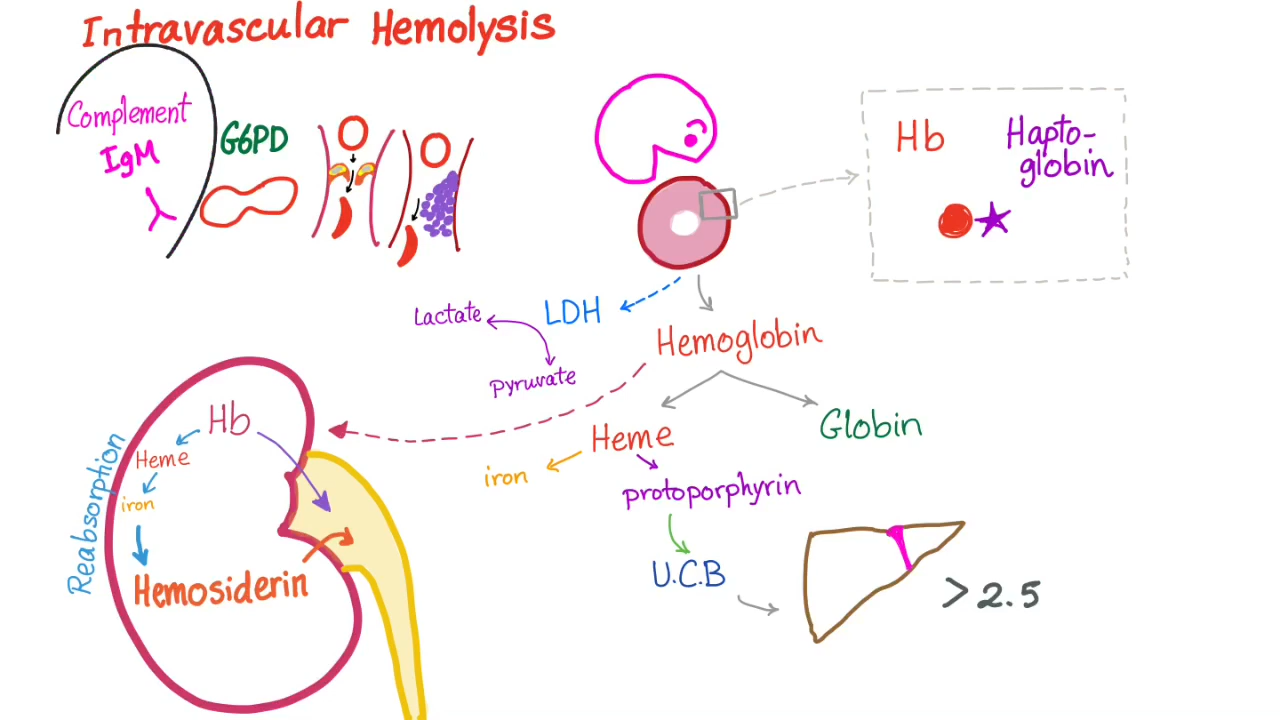 Intravascular Hemolysis
Complement
IgM
G6PD
Hb
Hapto-
globin
Lactate
LDH
Pyruvate
Hemoglobin
Heme
Globin
iron
protoporphyrin
U.C.B
>2.5
Hb
Heme
iron
Reabsorption
Hemosiderin